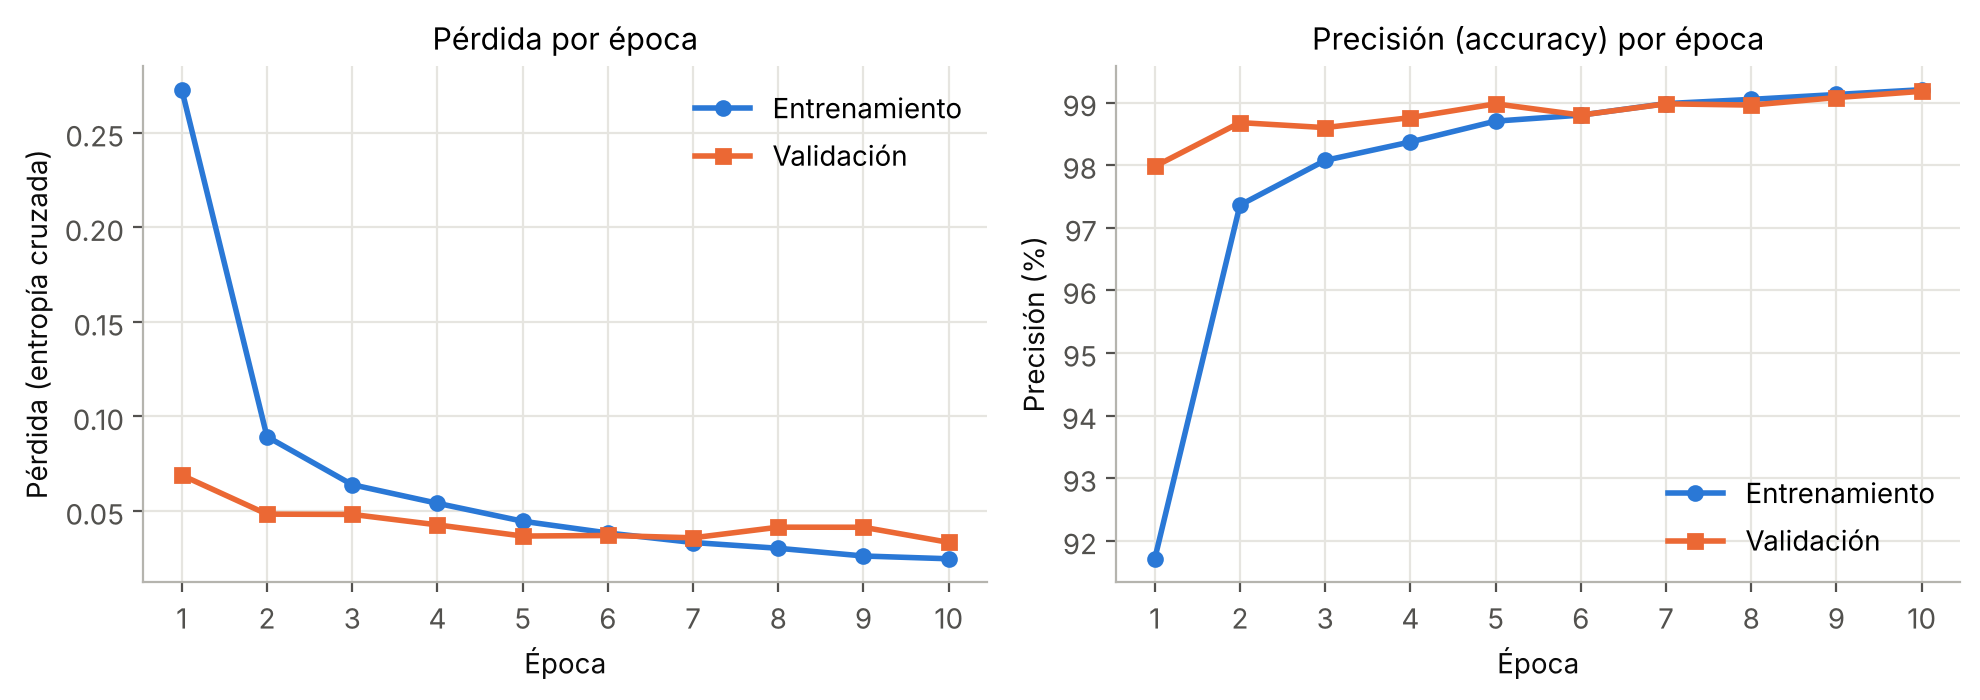 Pérdida por época
Pérdida (entropía cruzada)
0.25
0.20
0.15
0.10
0.05
Entrenamiento
Validación
1 2 3 4 5 6 7 8 9 10
Época
Precisión (accuracy) por época
Precisión (%)
99
98
97
96
95
94
93
92
Entrenamiento
Validación
1 2 3 4 5 6 7 8 9 10
Época